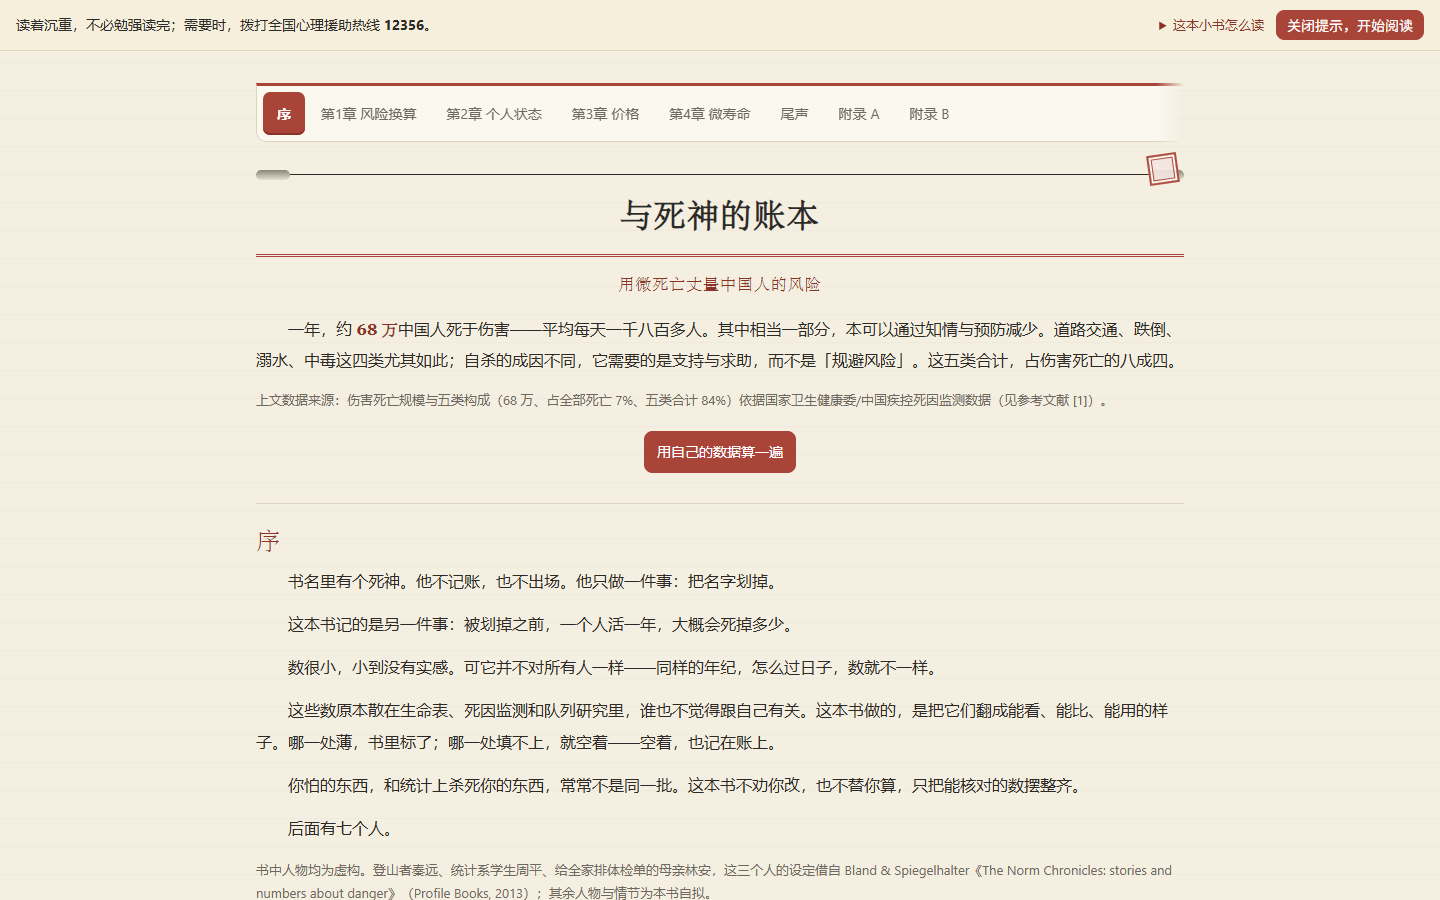 读着沉重，不必勉强读完；需要时，拨打全国心理援助热线 12356。
▶ 这本小书怎么读
关闭提示，开始阅读
序
第1章 风险换算
第2章 个人状态
第3章 价格
第4章 微寿命
尾声
附录 A
附录 B
与死神的账本
用微死亡丈量中国人的风险
一年，约 68 万中国人死于伤害——平均每天一千八百多人。其中相当一部分，本可以通过知情与预防减少。道路交通、跌倒、
溺水、中毒这四类尤其如此；自杀的成因不同，它需要的是支持与求助，而不是「规避风险」。这五类合计，占伤害死亡的八成四。
上文数据来源：伤害死亡规模与五类构成（68 万、占全部死亡 7%、五类合计 84%）依据国家卫生健康委/中国疾控死因监测数据（见参考文献 [1]）。
用自己的数据算一遍
序
书名里有个死神。他不记账，也不出场。他只做一件事：把名字划掉。
这本书记的是另一件事：被划掉之前，一个人活一年，大概会死掉多少。
数很小，小到没有实感。可它并不对所有人一样——同样的年纪，怎么过日子，数就不一样。
这些数原本散在生命表、死因监测和队列研究里，谁也不觉得跟自己有关。这本书做的，是把它们翻成能看、能比、能用的样
子。哪一处薄，书里标了；哪一处填不上，就空着——空着，也记在账上。
你怕的东西，和统计上杀死你的东西，常常不是同一批。这本书不劝你改，也不替你算，只把能核对的数摆整齐。
后面有七个人。
书中人物均为虚构。登山者秦远、统计系学生周平、给全家排体检单的母亲林安，这三个人的设定借自 Bland & Spiegelhalter《The Norm Chronicles: stories and
numbers about danger》（Profile Books, 2013）；其余人物与情节为本书自拟。